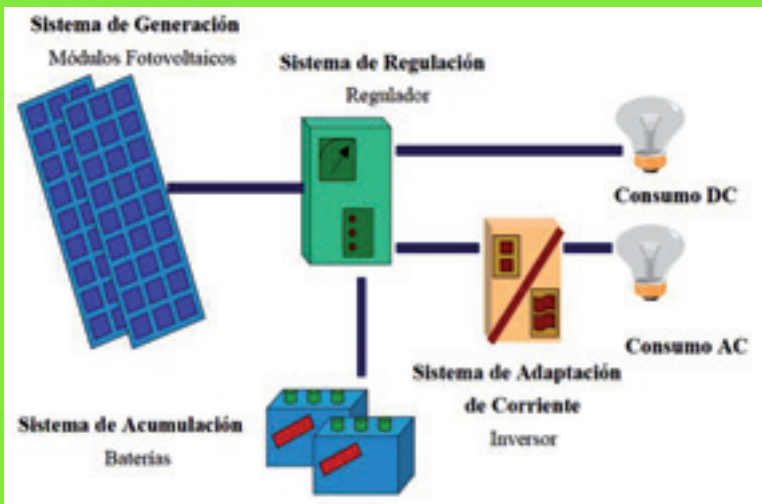 Sistema de Generación
Módulos Fotovoltaicos
Sistema de Regulación
Regulador
Consumo DC
Consumo AC
Sistema de Adaptación
de Corriente
Inversor
Sistema de Acumulación
Baterías